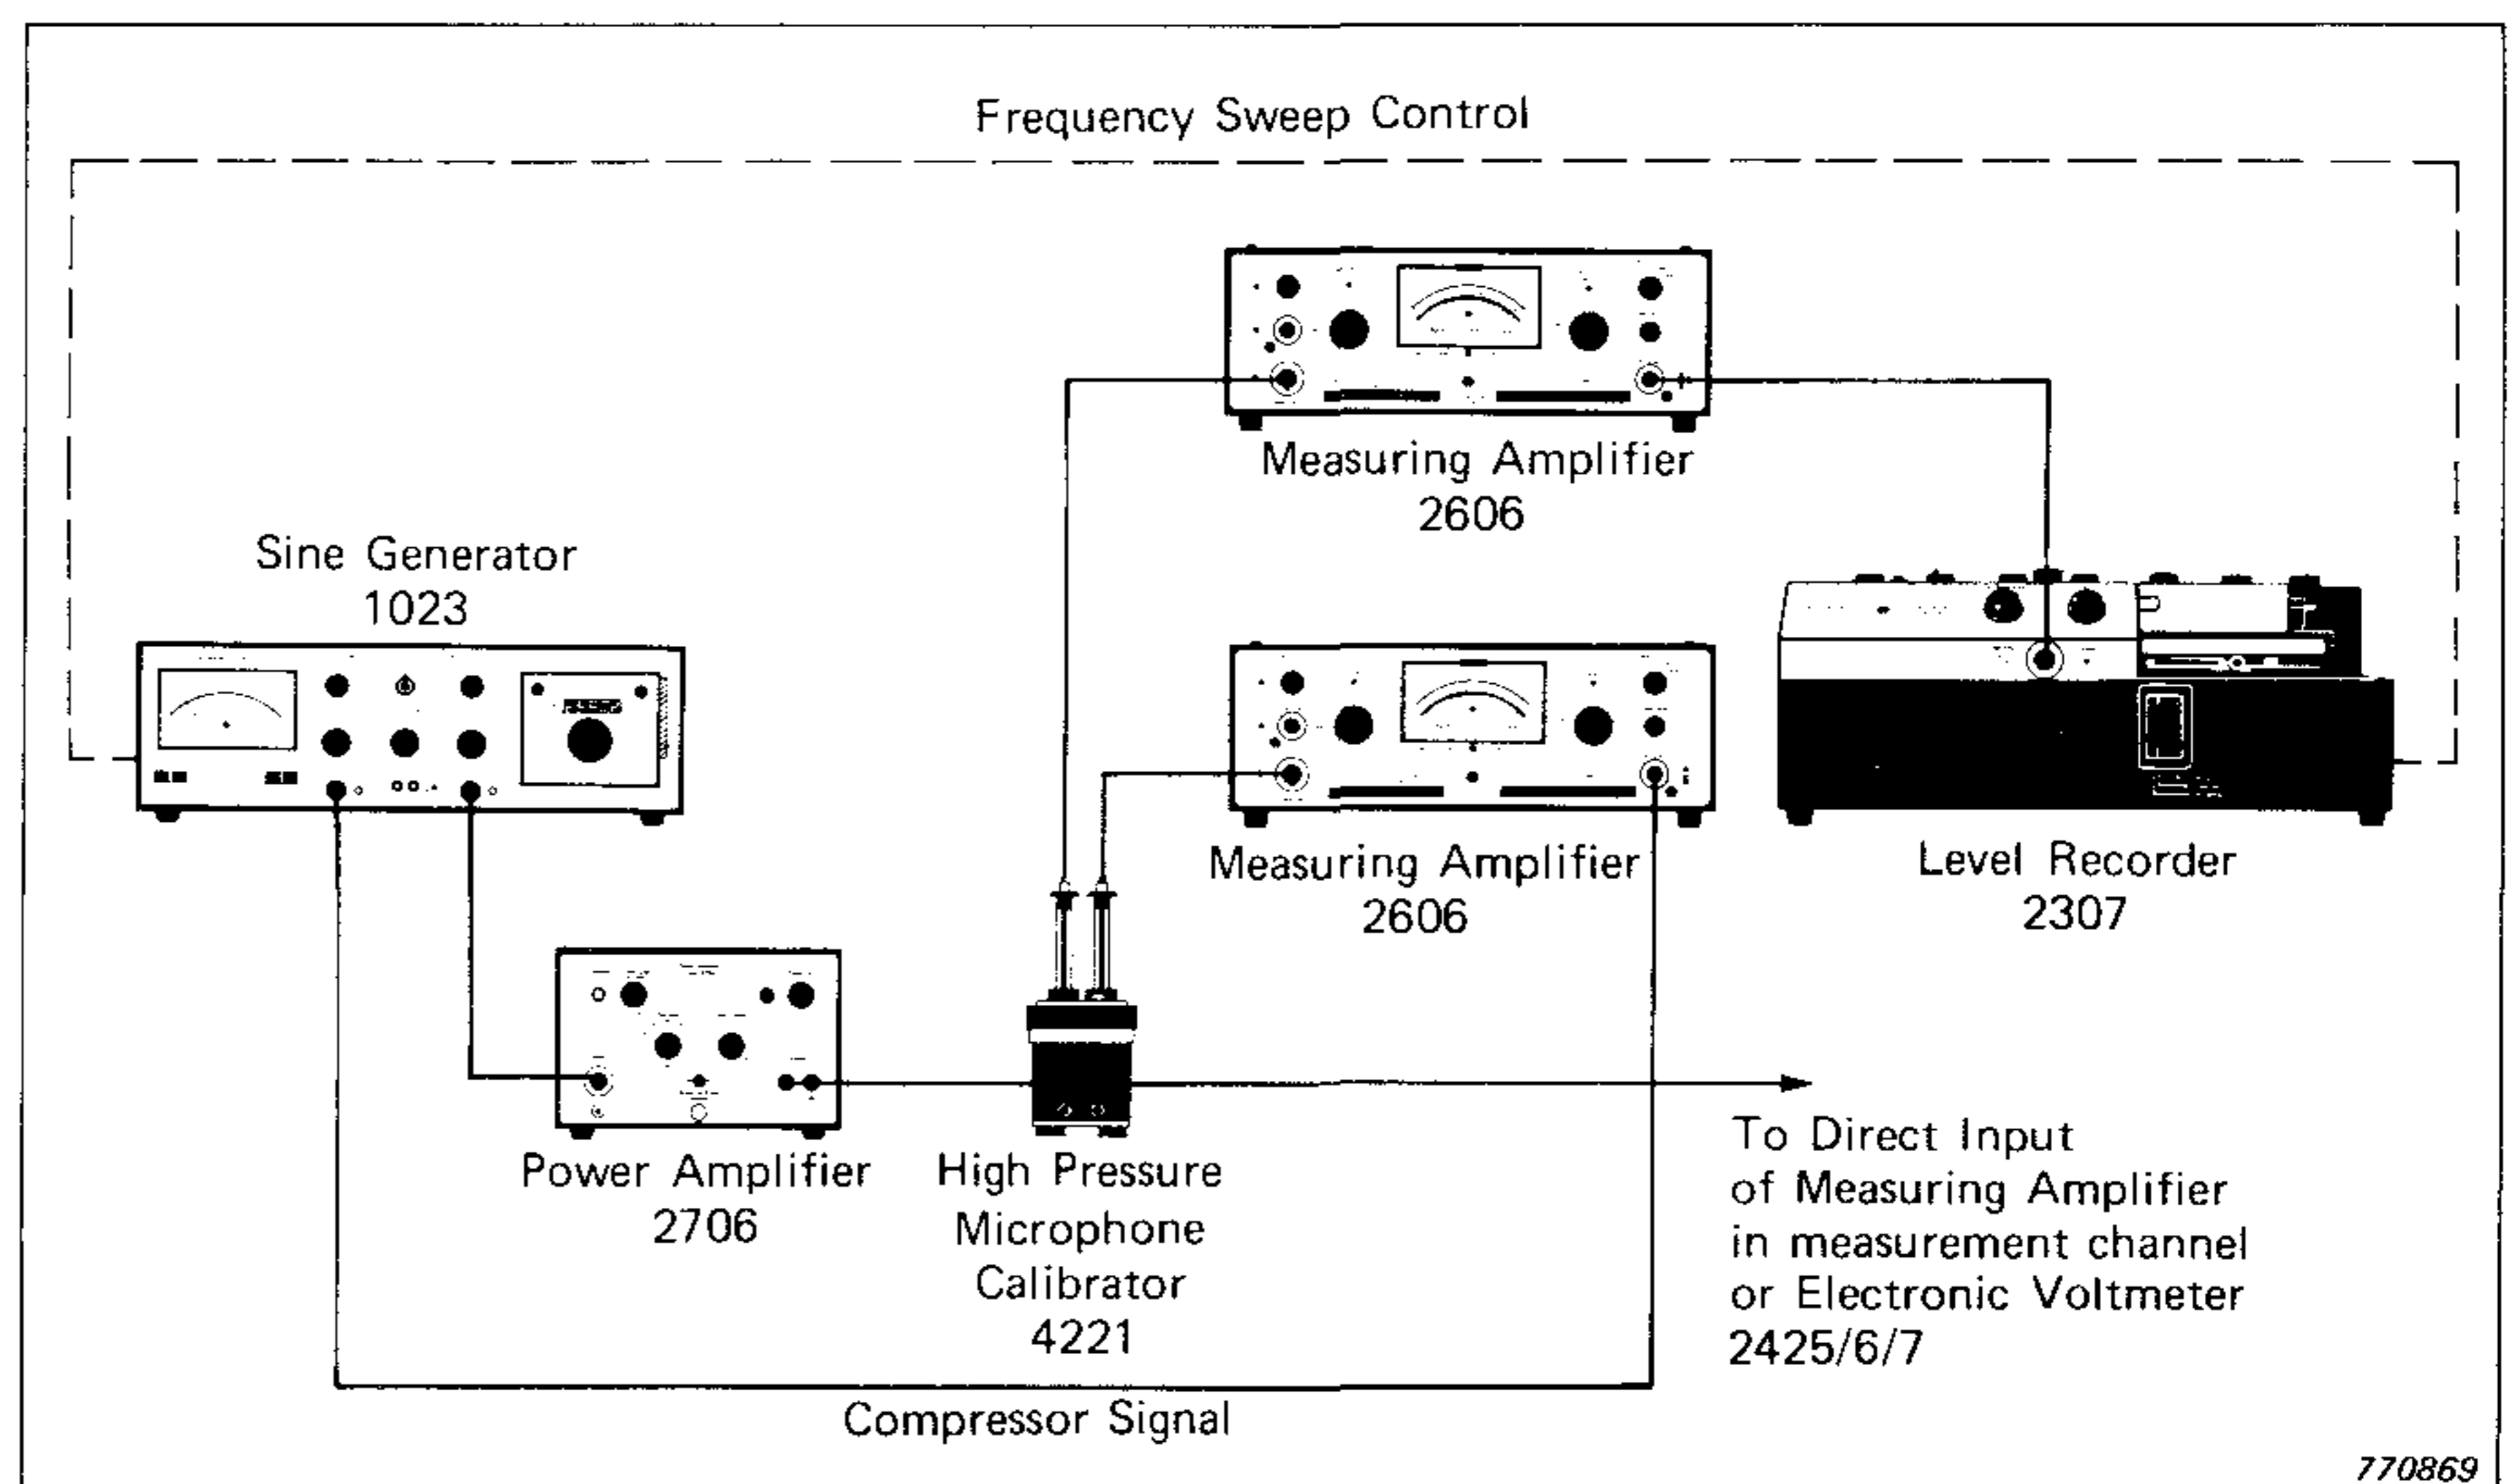 Frequency Sweep Control
Measuring Amplifier
2606
Sine Generator
1023
Measuring Amplifier
2606
Level Recorder
2307
Power Amplifier
2706
High Pressure
Microphone
Calibrator
4221
To Direct Input
of Measuring Amplifier
in measurement channel
or Electronic Voltmeter
2425/6/7
Compressor Signal
770869